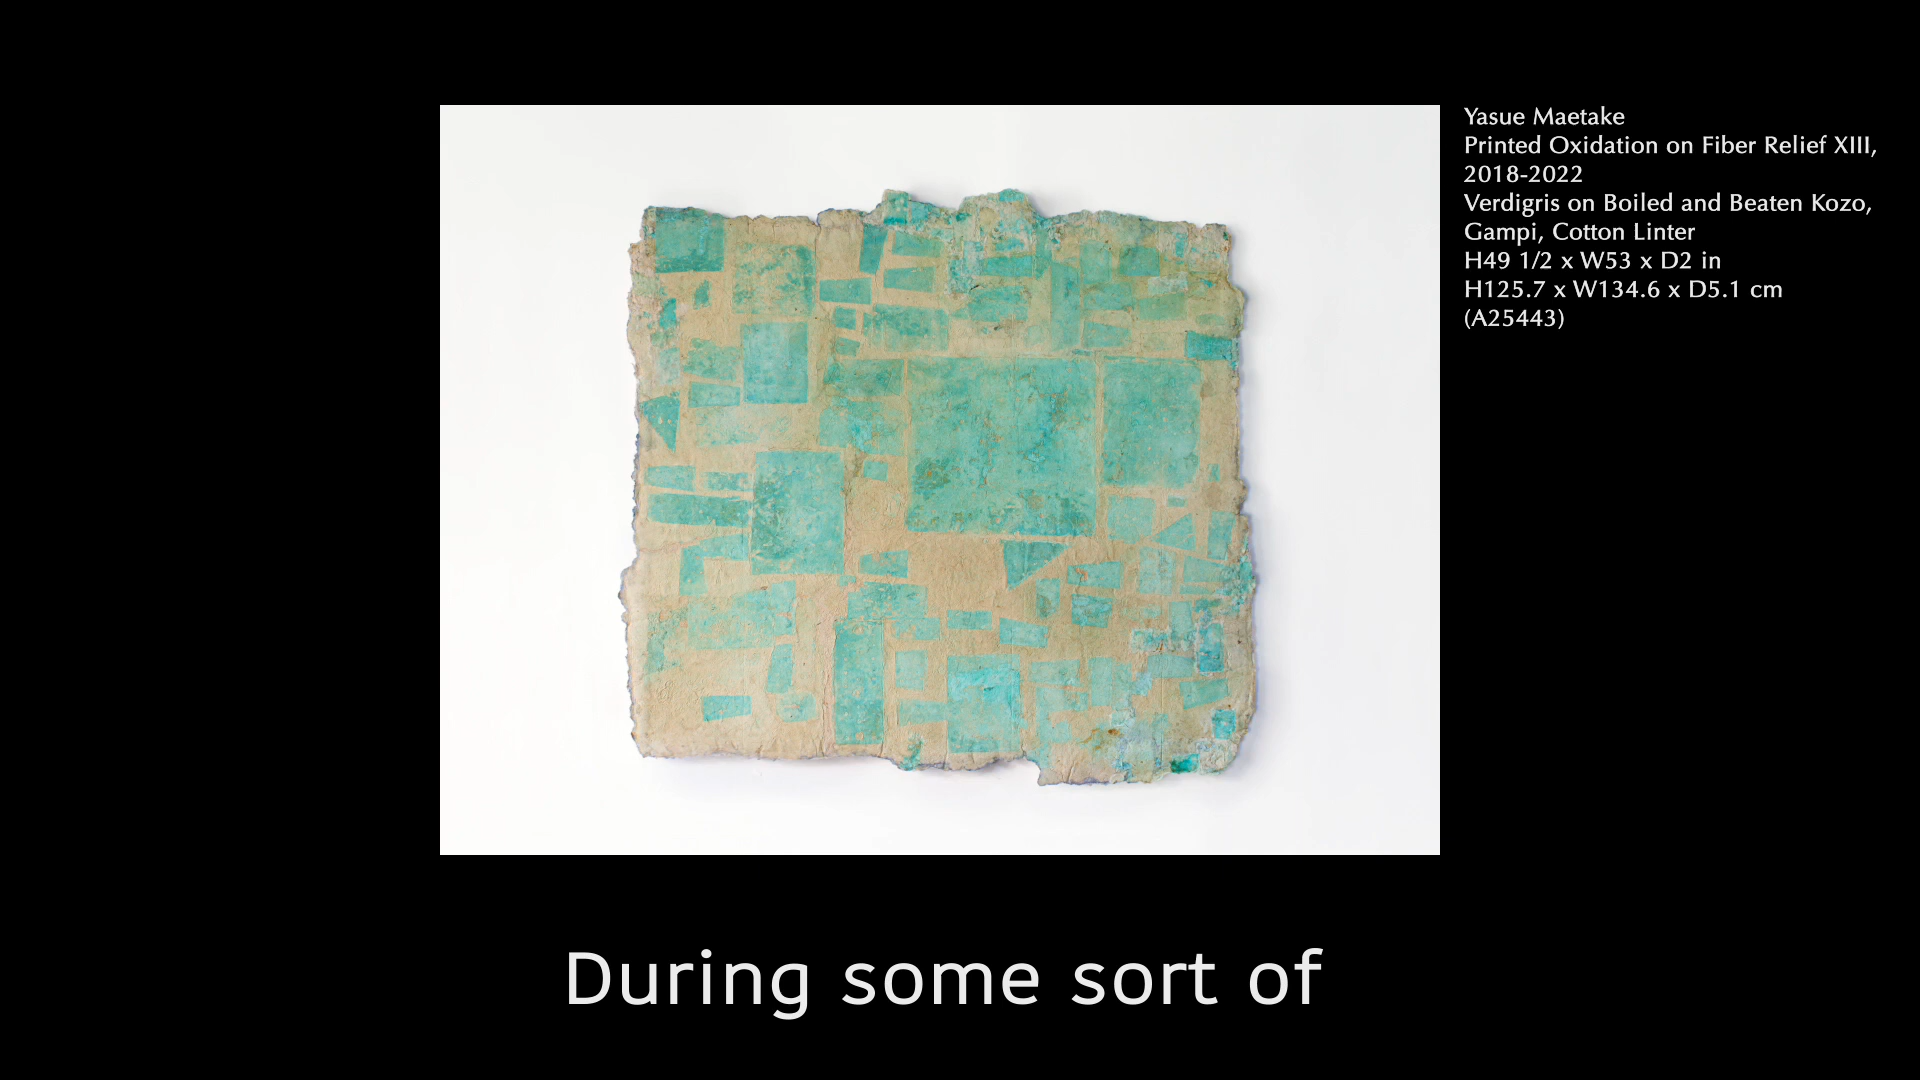 Yasue Maetake
Printed Oxidation on Fiber Relief XIII,
2018-2022
Verdigris on Boiled and Beaten Kozo,
Gampi, Cotton Linter
H49 1/2 x W53 x D2 in
H125.7 x W134.6 x D5.1 cm
(A25443)
During some sort of